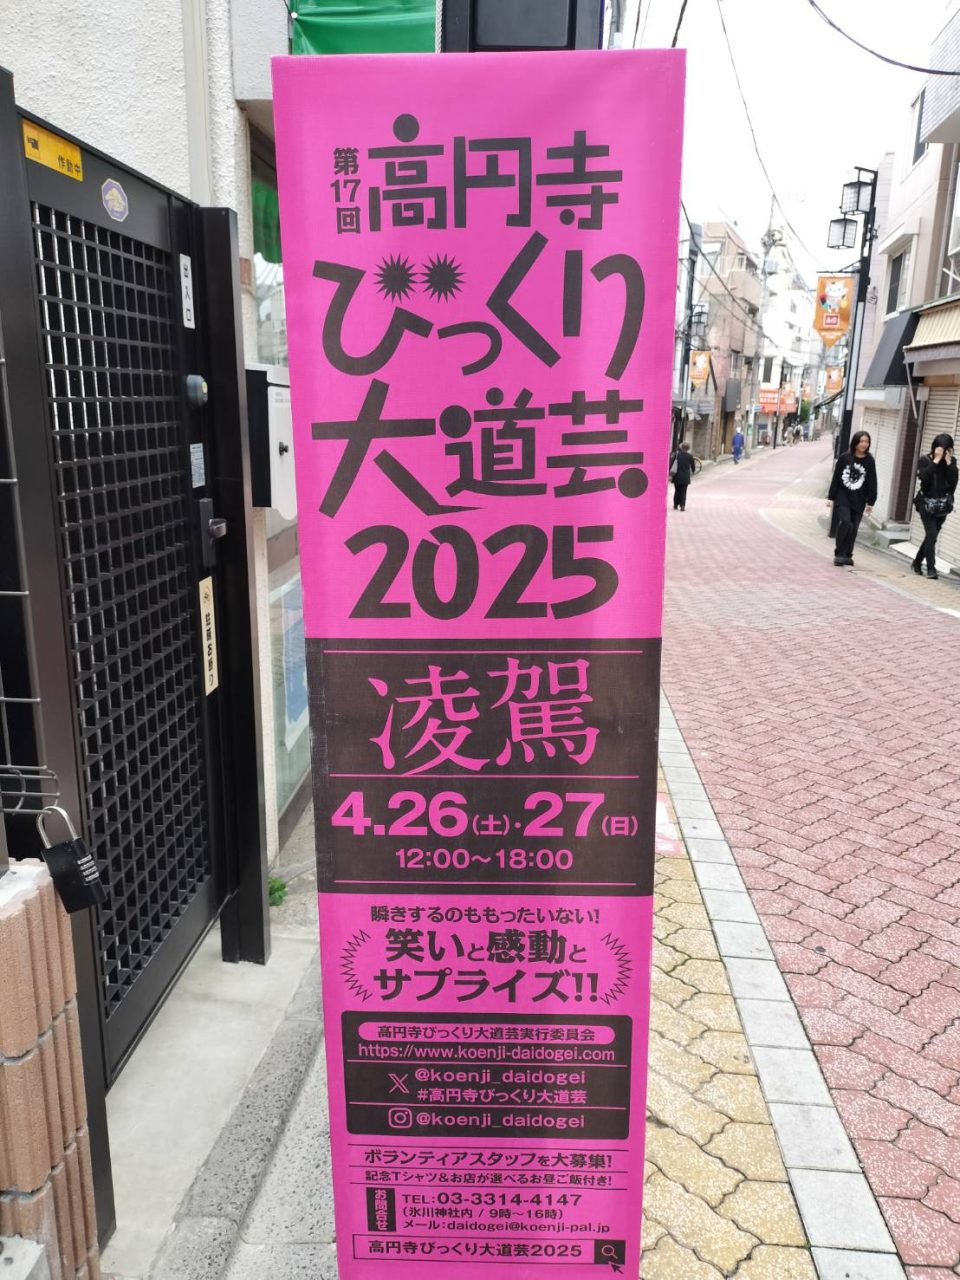 第17回
高円寺
びっくり
大道芸
2025
凌駕
4.26(土)・27(日)
12:00〜18:00
瞬きするのももったいない!
笑いと感動と
サプライズ!!
高円寺びっくり大道芸実行委員会
https://www.koenji-daidogei.com
@koenji_daidogei
#高円寺びっくり大道芸
@koenji_daidogei
ボランティアスタッフを大募集!
記念Tシャツ&お店が選べるお昼ご飯付き!
お問合せ
TEL:03-3314-4147
(氷川神社内 / 9時〜16時)
メール:daidogei@koenji-pal.jp
高円寺びっくり大道芸2025
作動中
出入口
駐輪お断り